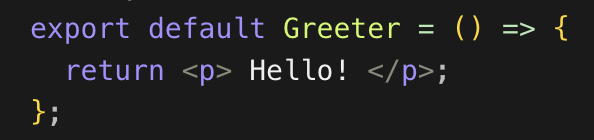 export default Greeter = () => {
  return <p> Hello! </p>;
};